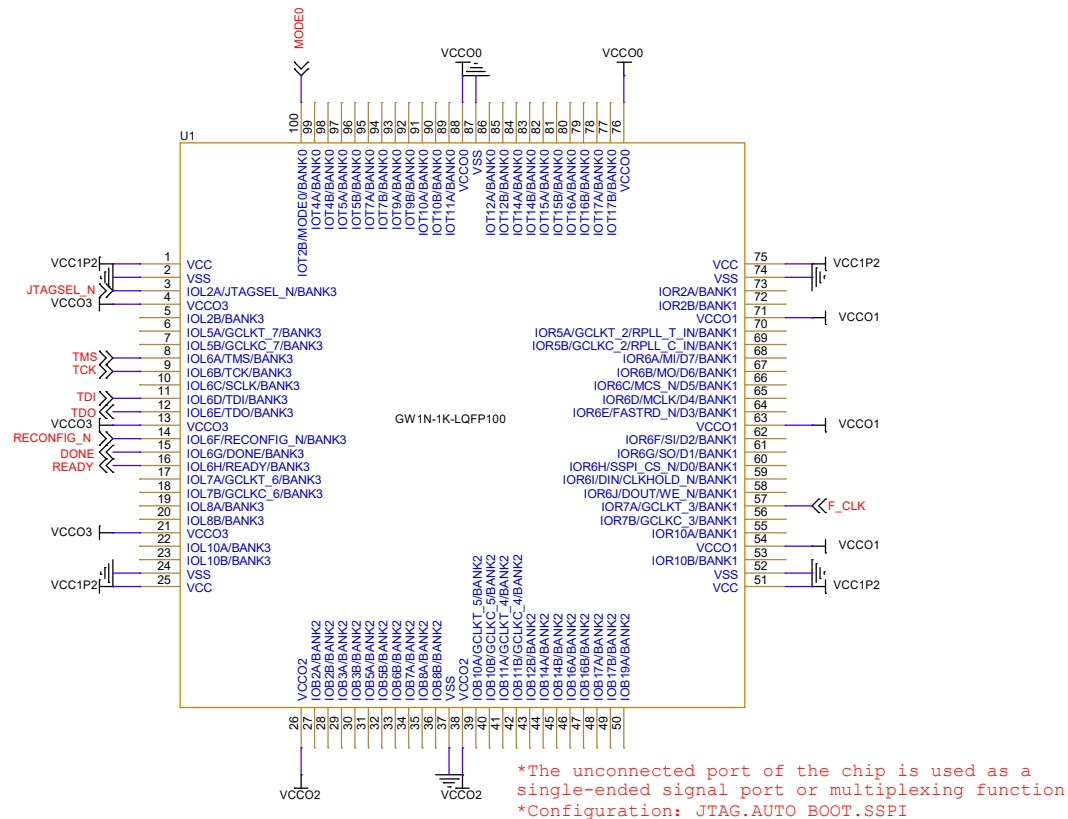 MODE0
VCCO0
VCCO0
U1
100 IOT2B/MODE0/BANK0
99 IOT4A/BANK0
98 IOT4B/BANK0
97 IOT5A/BANK0
96 IOT5B/BANK0
95 IOT7A/BANK0
94 IOT7B/BANK0
93 IOT9A/BANK0
92 IOT9B/BANK0
91 IOT10A/BANK0
90 IOT10B/BANK0
89 IOT11A/BANK0
88 VCCO0
87 VSS
86 IOT12A/BANK0
85 IOT12B/BANK0
84 IOT14A/BANK0
83 IOT14B/BANK0
82 IOT15A/BANK0
81 IOT15B/BANK0
80 IOT16A/BANK0
79 IOT16B/BANK0
78 IOT17A/BANK0
77 IOT17B/BANK0
76 VCCO0
VCC1P2 1 VCC
2 VSS
JTAGSEL_N 3 IOL2A/JTAGSEL_N/BANK3
VCCO3 4 VCCO3
5 IOL2B/BANK3
6 IOL5A/GCLKT_7/BANK3
7 IOL5B/GCLKC_7/BANK3
TMS 8 IOL6A/TMS/BANK3
TCK 9 IOL6B/TCK/BANK3
10 IOL6C/SCLK/BANK3
TDI 11 IOL6D/TDI/BANK3
TDO 12 IOL6E/TDO/BANK3
VCCO3 13 VCCO3
RECONFIG_N 14 IOL6F/RECONFIG_N/BANK3
DONE 15 IOL6G/DONE/BANK3
READY 16 IOL6H/READY/BANK3
17 IOL7A/GCLKT_6/BANK3
18 IOL7B/GCLKC_6/BANK3
19 IOL8A/BANK3
20 IOL8B/BANK3
VCCO3 21 VCCO3
22 IOL10A/BANK3
23 IOL10B/BANK3
24 VSS
VCC1P2 25 VCC
GW1N-1K-LQFP100
VCC 75 VCC1P2
VSS 74
IOR2A/BANK1 73
IOR2B/BANK1 72
VCCO1 71 VCCO1
IOR5A/GCLKT_2/RPLL_T_IN/BANK1 70
IOR5B/GCLKC_2/RPLL_C_IN/BANK1 69
IOR6A/MI/D7/BANK1 68
IOR6B/MO/D6/BANK1 67
IOR6C/MCS_N/D5/BANK1 66
IOR6D/MCLK/D4/BANK1 65
IOR6E/FASTRD_N/D3/BANK1 64
VCCO1 63 VCCO1
IOR6F/SI/D2/BANK1 62
IOR6G/SO/D1/BANK1 61
IOR6H/SSPI_CS_N/D0/BANK1 60
IOR6I/DIN/CLKHOLD_N/BANK1 59
IOR6J/DOUT/WE_N/BANK1 58
IOR7A/GCLKT_3/BANK1 57 F_CLK
IOR7B/GCLKC_3/BANK1 56
IOR10A/BANK1 55
VCCO1 54 VCCO1
IOR10B/BANK1 53
VSS 52
VCC 51 VCC1P2
VCCO2 26
IOB2A/BANK2 27
IOB2B/BANK2 28
IOB3A/BANK2 29
IOB3B/BANK2 30
IOB5A/BANK2 31
IOB5B/BANK2 32
IOB6B/BANK2 33
IOB7A/BANK2 34
IOB8A/BANK2 35
IOB8B/BANK2 36
VSS 37
VCCO2 38
IOB10A/GCLKT_5/BANK2 39
IOB10B/GCLKC_5/BANK2 40
IOB11A/GCLKT_4/BANK2 41
IOB11B/GCLKC_4/BANK2 42
IOB12B/BANK2 43
IOB14A/BANK2 44
IOB14B/BANK2 45
IOB16A/BANK2 46
IOB16B/BANK2 47
IOB17A/BANK2 48
IOB17B/BANK2 49
IOB19A/BANK2 50
VCCO2
VCCO2
*The unconnected port of the chip is used as a
single-ended signal port or multiplexing function
*Configuration: JTAG.AUTO BOOT.SSPI